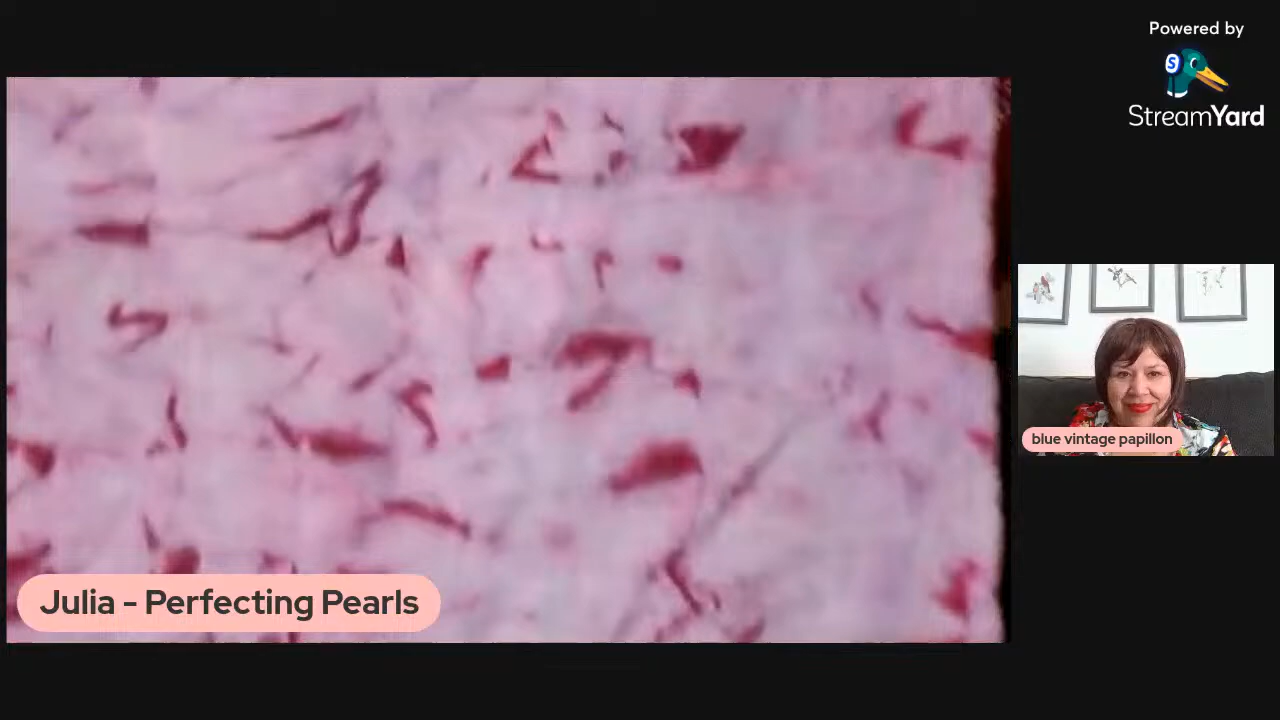 Powered by
StreamYard
blue vintage papillon
Julia - Perfecting Pearls